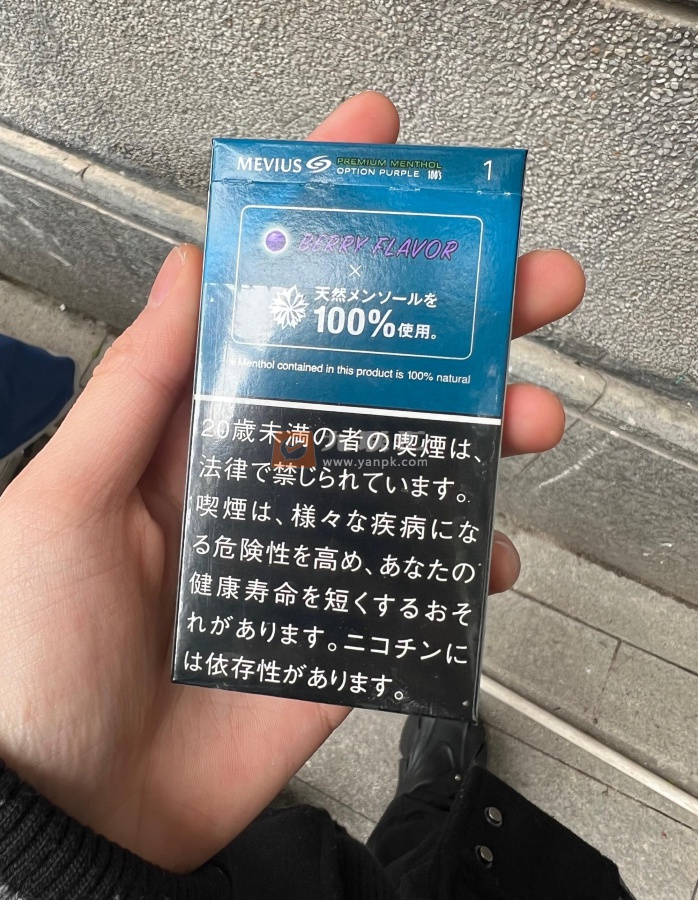 MEVIUS PREMIUM MENTHOL
OPTION PURPLE 100's 1
BERRY FLAVOR
×
天然メンソールを
100%使用。
Menthol contained in this product is 100% natural
20歳未満の者の喫煙は、
法律で禁じられています。
www.yanpk.com
喫煙は、様々な疾病にな
る危険性を高め、あなたの
健康寿命を短くするおそ
れがあります。ニコチンに
は依存性があります。